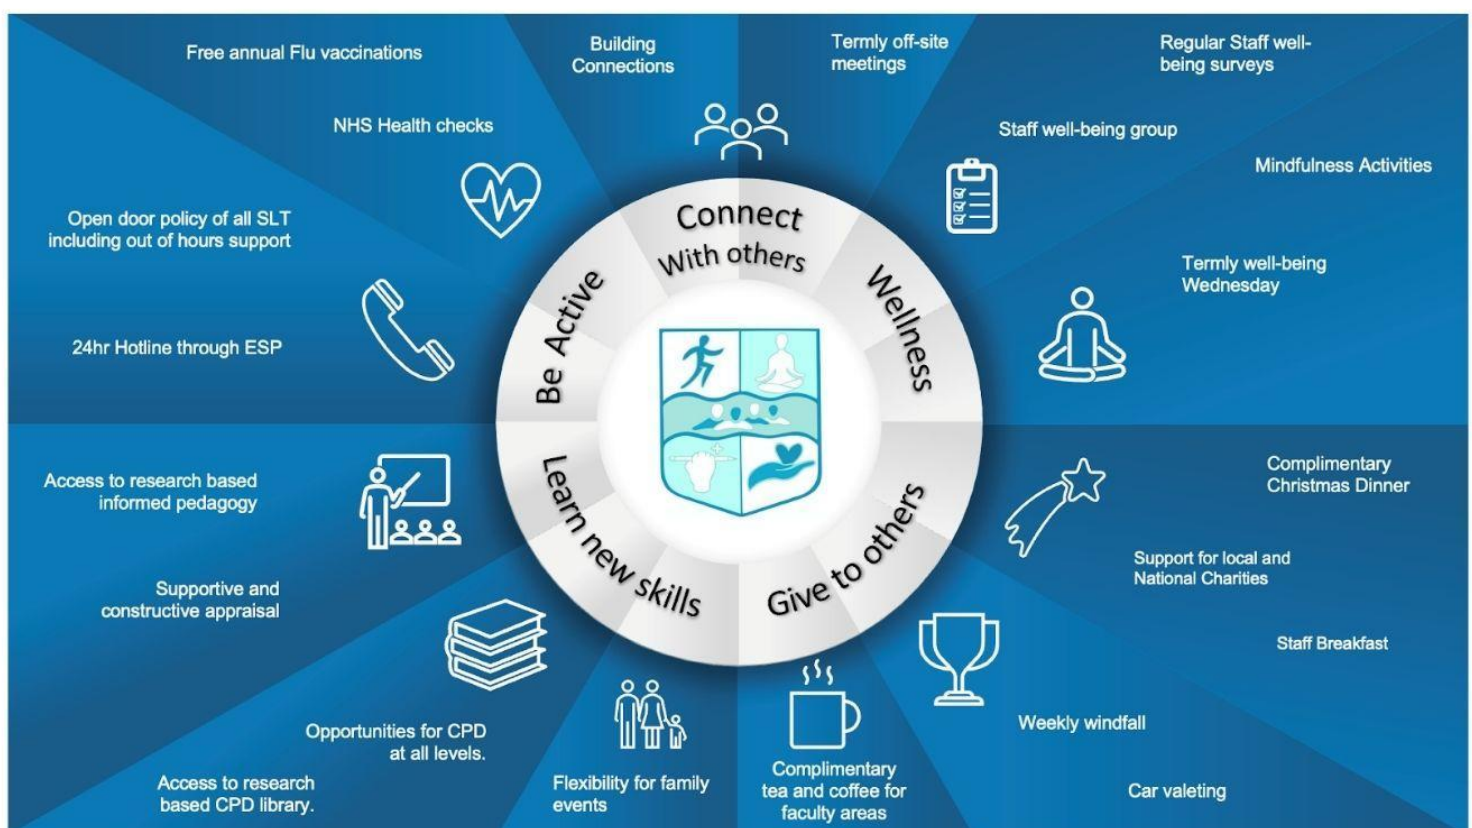 Free annual Flu vaccinations
Building
Connections
Termly off-site
meetings
Regular Staff well-
being surveys
NHS Health checks
Staff well-being group
Mindfulness Activities
Open door policy of all SLT
including out of hours support
Termly well-being
Wednesday
24hr Hotline through ESP
Connect
With others
Be Active
Wellness
Learn new skills
Give to others
Access to research based
informed pedagogy
Complimentary
Christmas Dinner
Supportive and
constructive appraisal
Support for local and
National Charities
Staff Breakfast
Opportunities for CPD
at all levels.
Weekly windfall
Access to research
based CPD library.
Flexibility for family
events
Complimentary
tea and coffee for
faculty areas
Car valeting